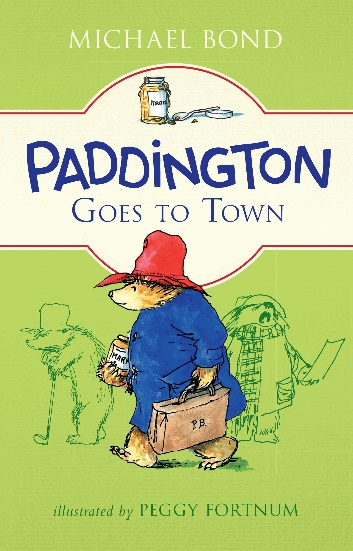 MICHAEL BOND
PADDiNGTON
GOES TO TOWN
P.B.
illustrated by PEGGY FORTNUM